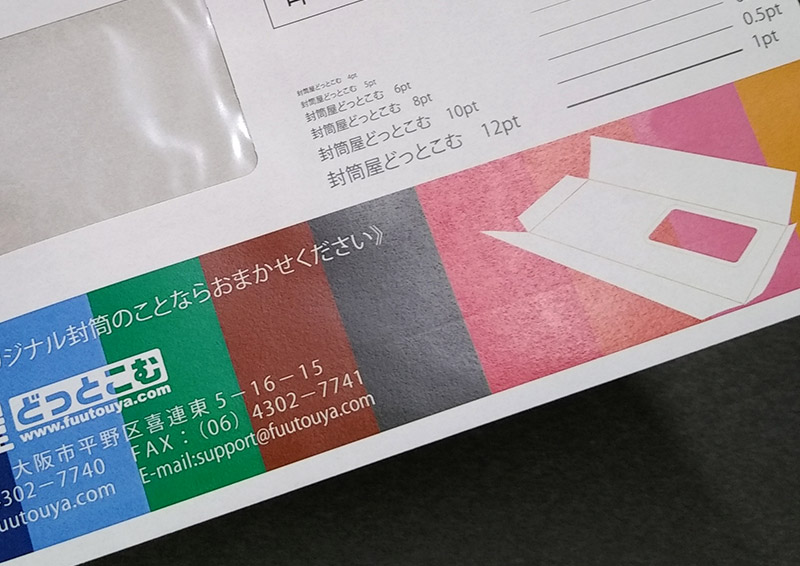 0.5pt
1pt
封筒屋どっとこむ 4pt
封筒屋どっとこむ 5pt
封筒屋どっとこむ 6pt
封筒屋どっとこむ 8pt
封筒屋どっとこむ 10pt
封筒屋どっとこむ 12pt
ジナル封筒のことならおまかせください》
どっとこむ
www.fuutouya.com
大阪市平野区喜連東5-16-15
4302-7740 FAX:(06)4302-7741
fuutouya.com E-mail:support@fuutouya.com